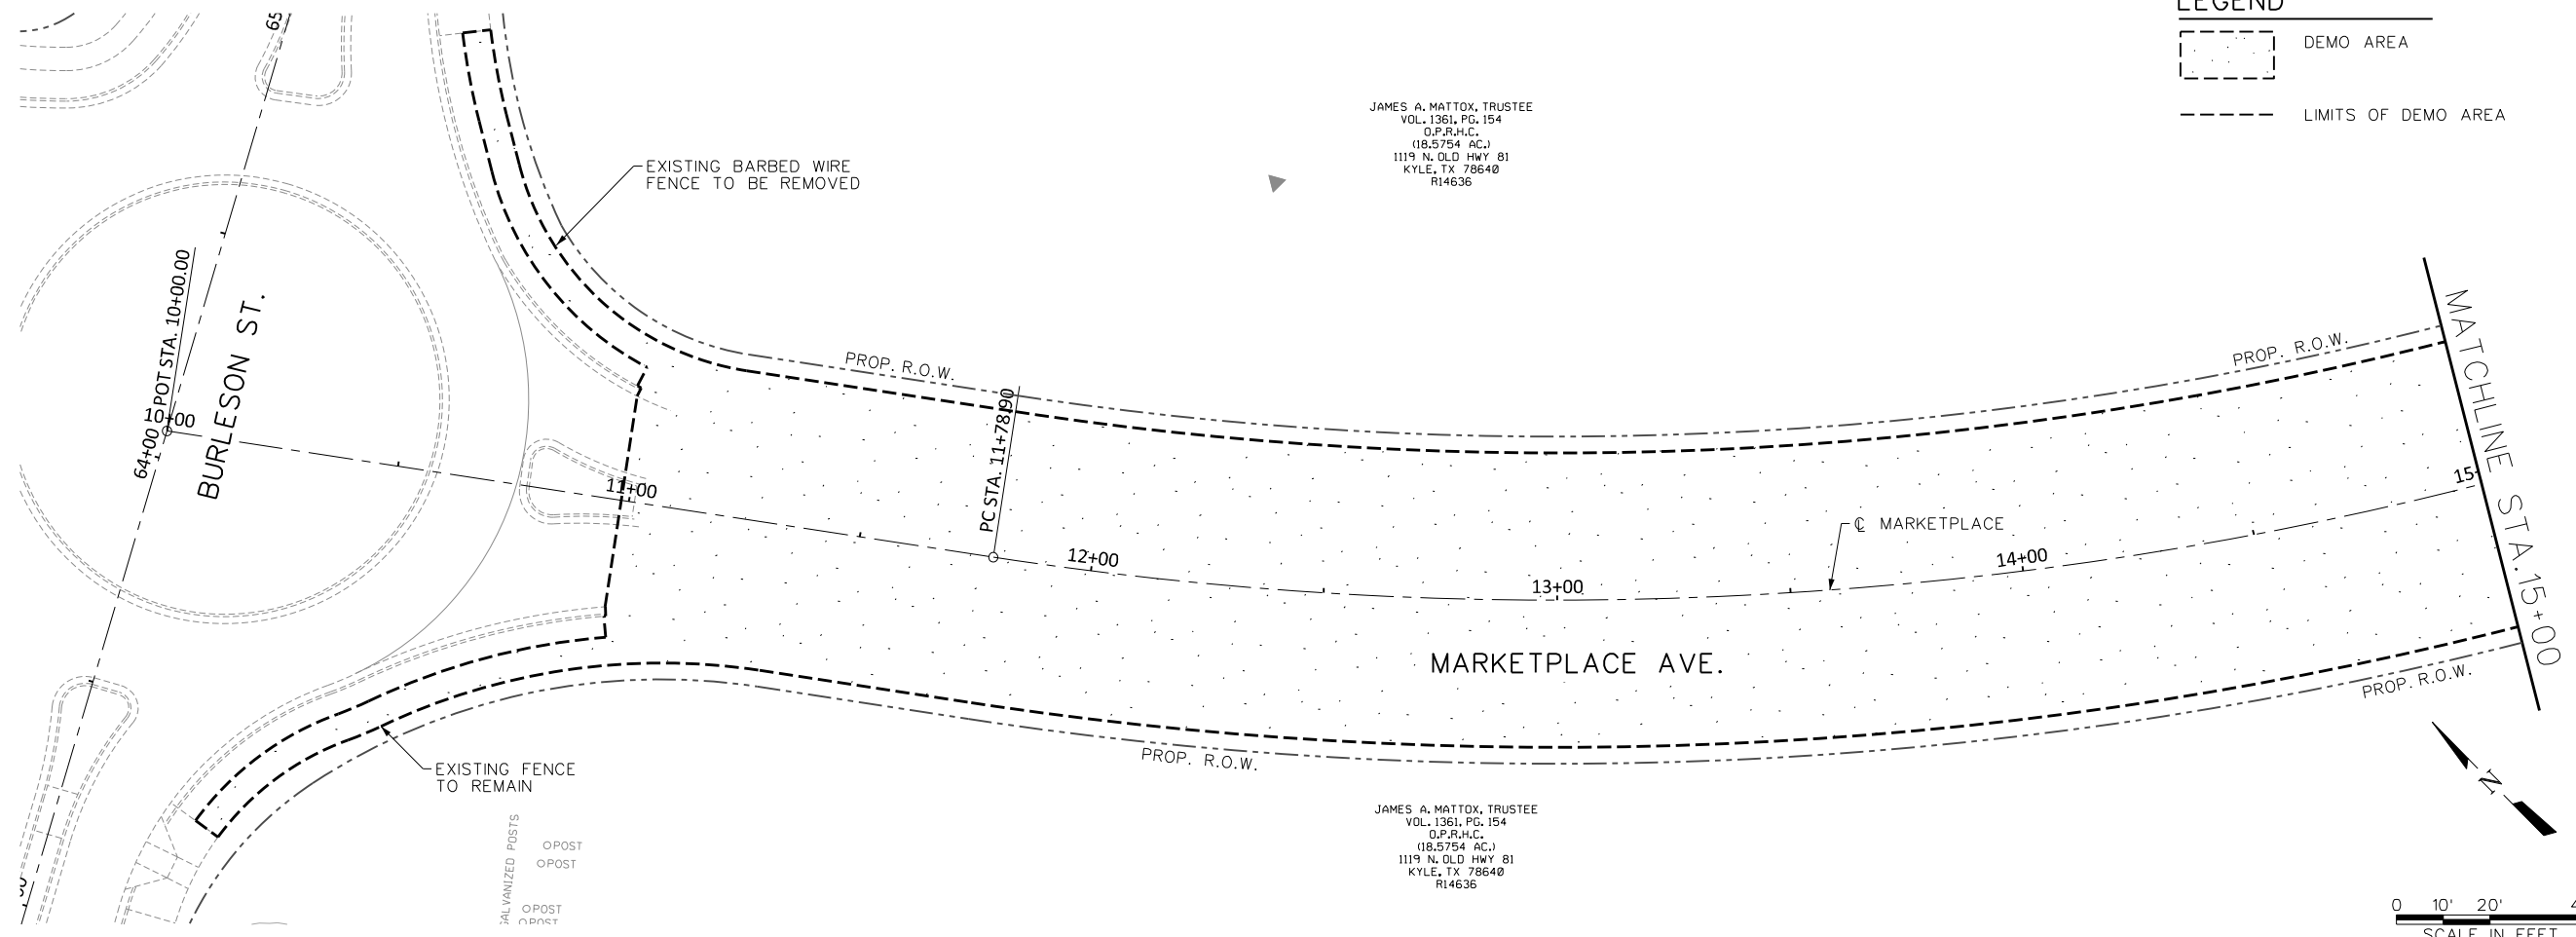 LEGEND
DEMO AREA
LIMITS OF DEMO AREA
65
JAMES A. MATTOX, TRUSTEE
VOL. 1361, PG. 154
O.P.R.H.C.
(18.5754 AC.)
1119 N. OLD HWY 81
KYLE, TX 78640
R14636
EXISTING BARBED WIRE
FENCE TO BE REMOVED
POT STA. 10+00.00
BURLESON ST.
10+00
64+00
PROP. R.O.W.
PROP. R.O.W.
PC STA. 11+78.90
MATCHLINE STA. 15+00
11+00
12+00
13+00
14+00
15
℄ MARKETPLACE
MARKETPLACE AVE.
PROP. R.O.W.
PROP. R.O.W.
EXISTING FENCE
TO REMAIN
N
JAMES A. MATTOX, TRUSTEE
VOL. 1361, PG. 154
O.P.R.H.C.
(18.5754 AC.)
1119 N. OLD HWY 81
KYLE, TX 78640
R14636
ALVANIZED POSTS
POST
POST
POST
POST
0 10' 20' 4
SCALE IN FEET